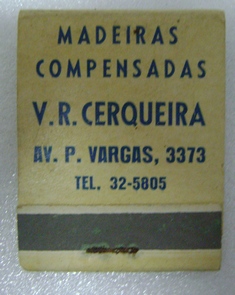 MADEIRAS
COMPENSADAS
V.R. CERQUEIRA
AV. P. VARGAS, 3373
TEL. 32-5805